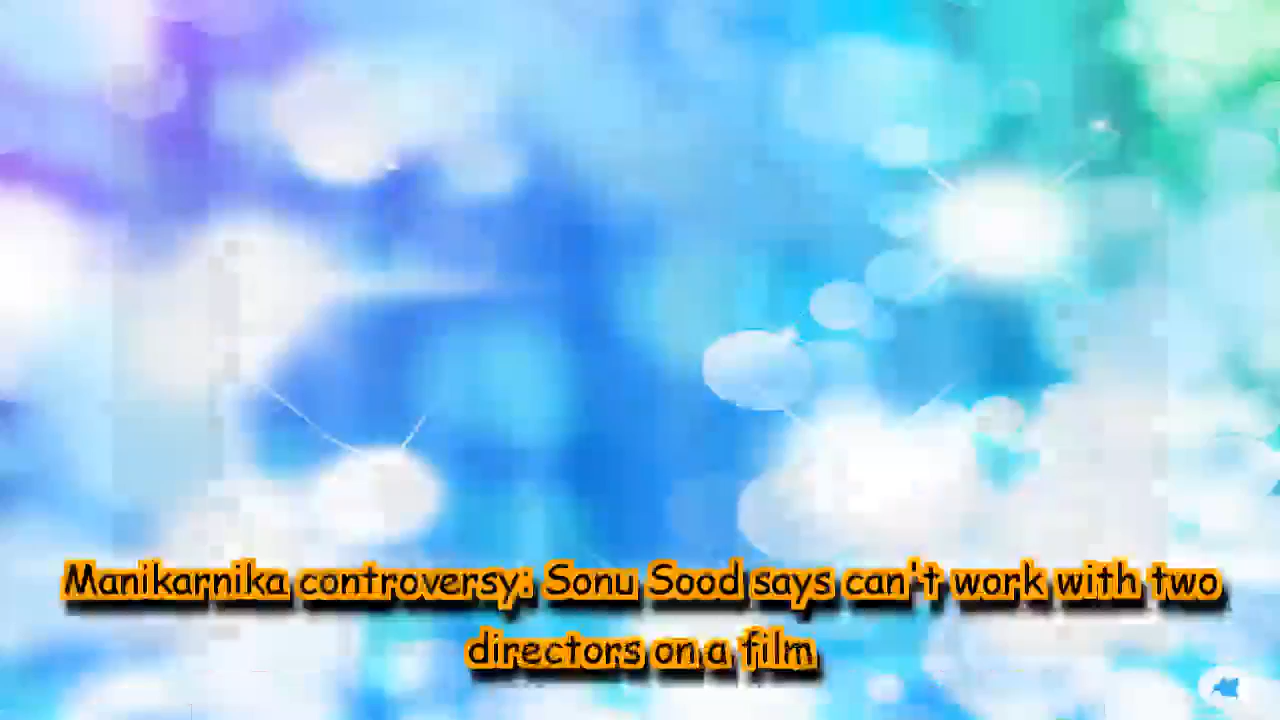 Manikarnika controversy: Sonu Sood says can't work with two
directors on a film